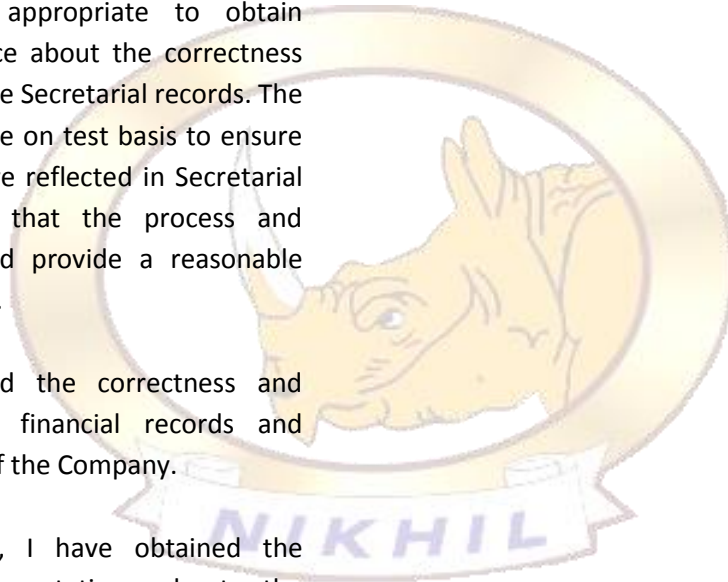 appropriate to obtain
ce about the correctness
e Secretarial records. The
e on test basis to ensure
e reflected in Secretarial
that the process and
d provide a reasonable
d the correctness and
financial records and
f the Company.
, I have obtained the
NIKHIL